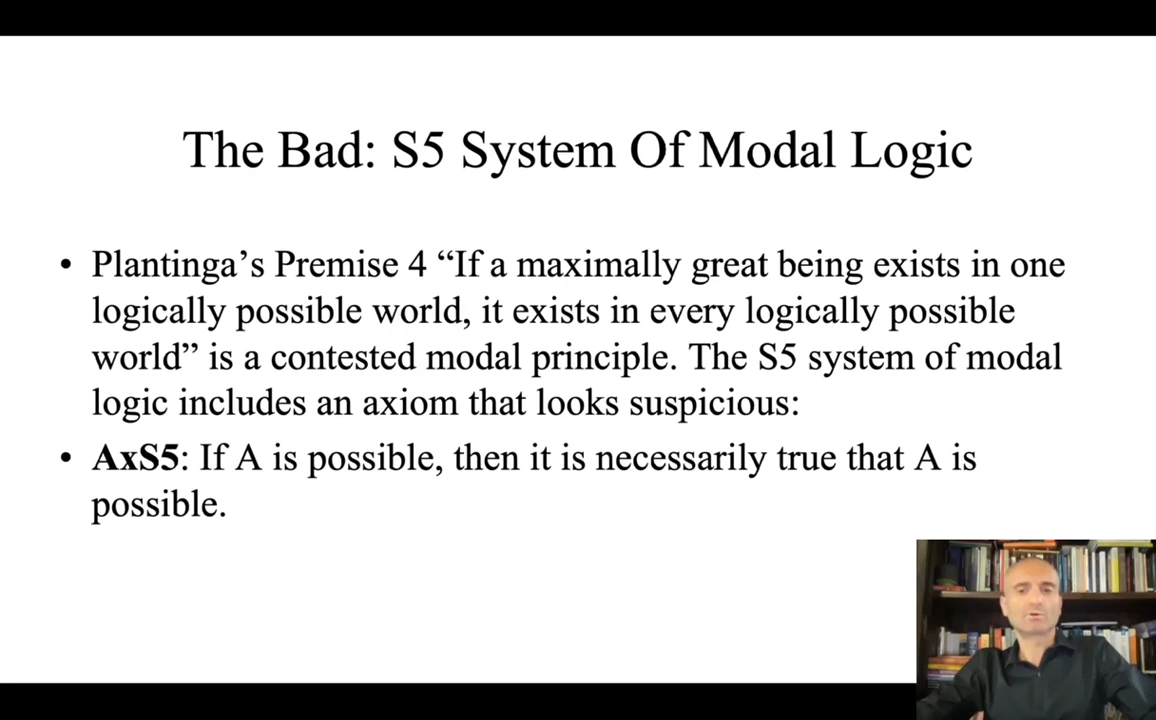 The Bad: S5 System Of Modal Logic
• Plantinga’s Premise 4 “If a maximally great being exists in one
logically possible world, it exists in every logically possible
world” is a contested modal principle. The S5 system of modal
logic includes an axiom that looks suspicious:
• AxS5: If A is possible, then it is necessarily true that A is
possible.